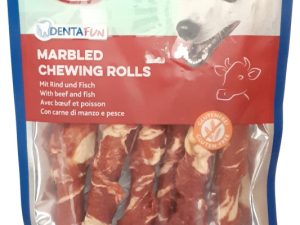 DENTAFUN
MARBLED
CHEWING ROLLS
Mit Rind und Fisch
With beef and fish
Avec bœuf et poisson
Con carne di manzo e pesce